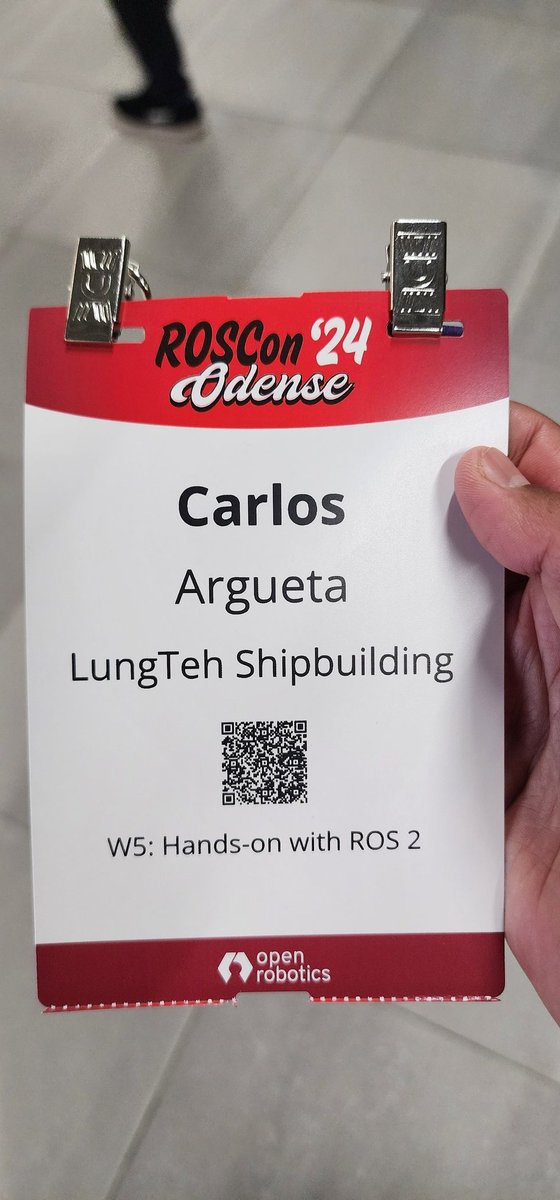 ROSCon '24
Odense
Carlos
Argueta
LungTeh Shipbuilding
W5: Hands-on with ROS 2
open
robotics